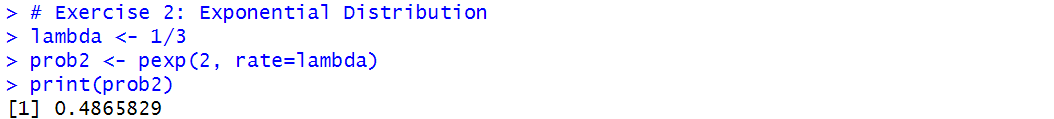 > # Exercise 2: Exponential Distribution
> lambda <- 1/3
> prob2 <- pexp(2, rate=lambda)
> print(prob2)
[1] 0.4865829